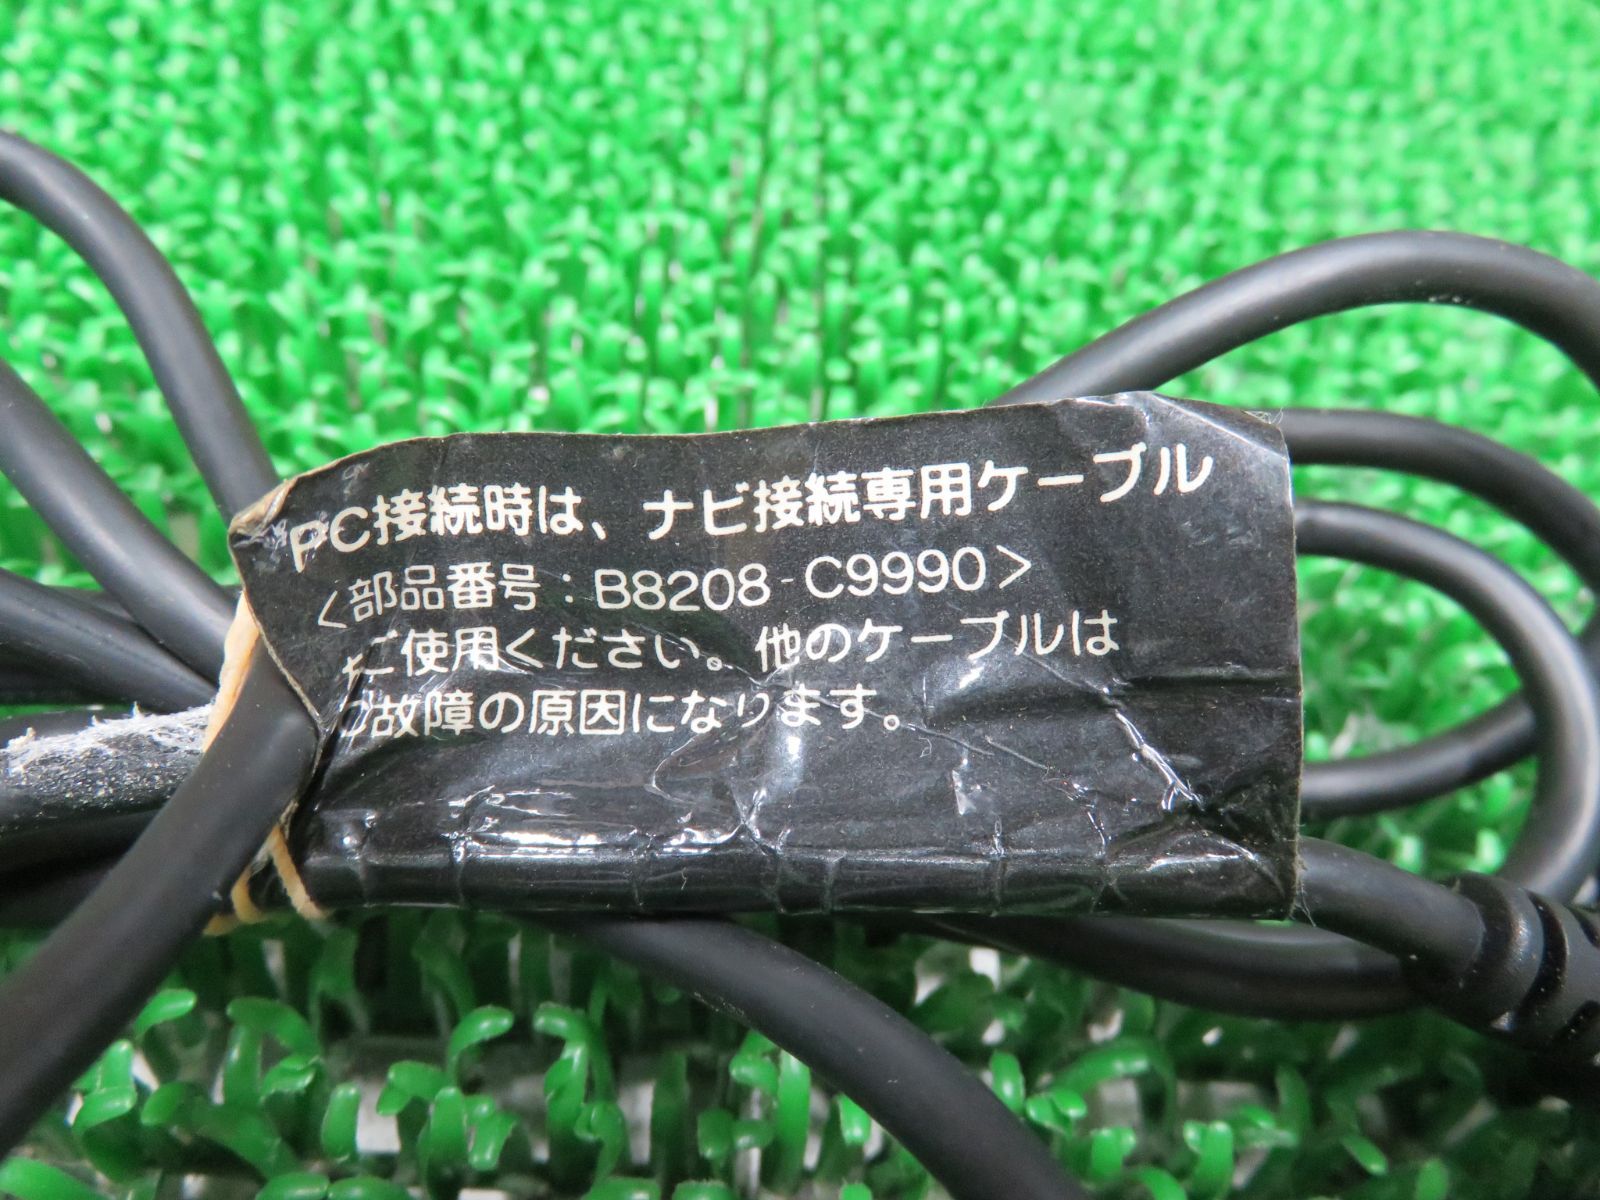 PC接続時は、ナビ接続専用ケーブル
<部品番号：B8208-C9990>
をご使用ください。他のケーブルは
故障の原因になります。